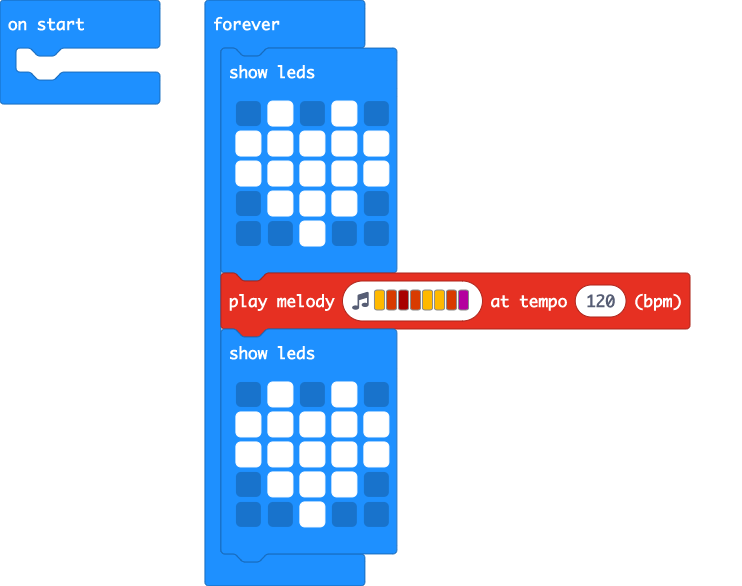 on start
forever
show leds
play melody at tempo 120 (bpm)
show leds